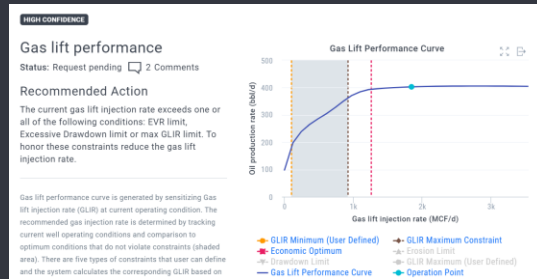 HIGH CONFIDENCE
Gas lift performance
Status: Request pending 2 Comments
Recommended Action
The current gas lift injection rate exceeds one or
all of the following conditions: EVR limit,
Excessive Drawdown limit or max GLIR limit. To
honor these constraints reduce the gas lift
injection rate.
Gas lift performance curve is generated by sensitizing Gas
lift injection rate (GLIR) at current operating condition. The
recommended gas injection rate is determined by tracking
current well operating conditions and comparison to
optimum conditions that do not violate constraints (shaded
area). There are five types of constraints that user can define
and the system calculates the corresponding GLIR based on
Gas Lift Performance Curve
Oil production rate (bbl/d)
500
400
300
200
100
0
0 1k 2k 3k
Gas lift injection rate (MCF/d)
GLIR Minimum (User Defined) GLIR Maximum Constraint
Economic Optimum Erosion Limit
Drawdown Limit GLIR Maximum (User Defined)
Gas Lift Performance Curve Operation Point